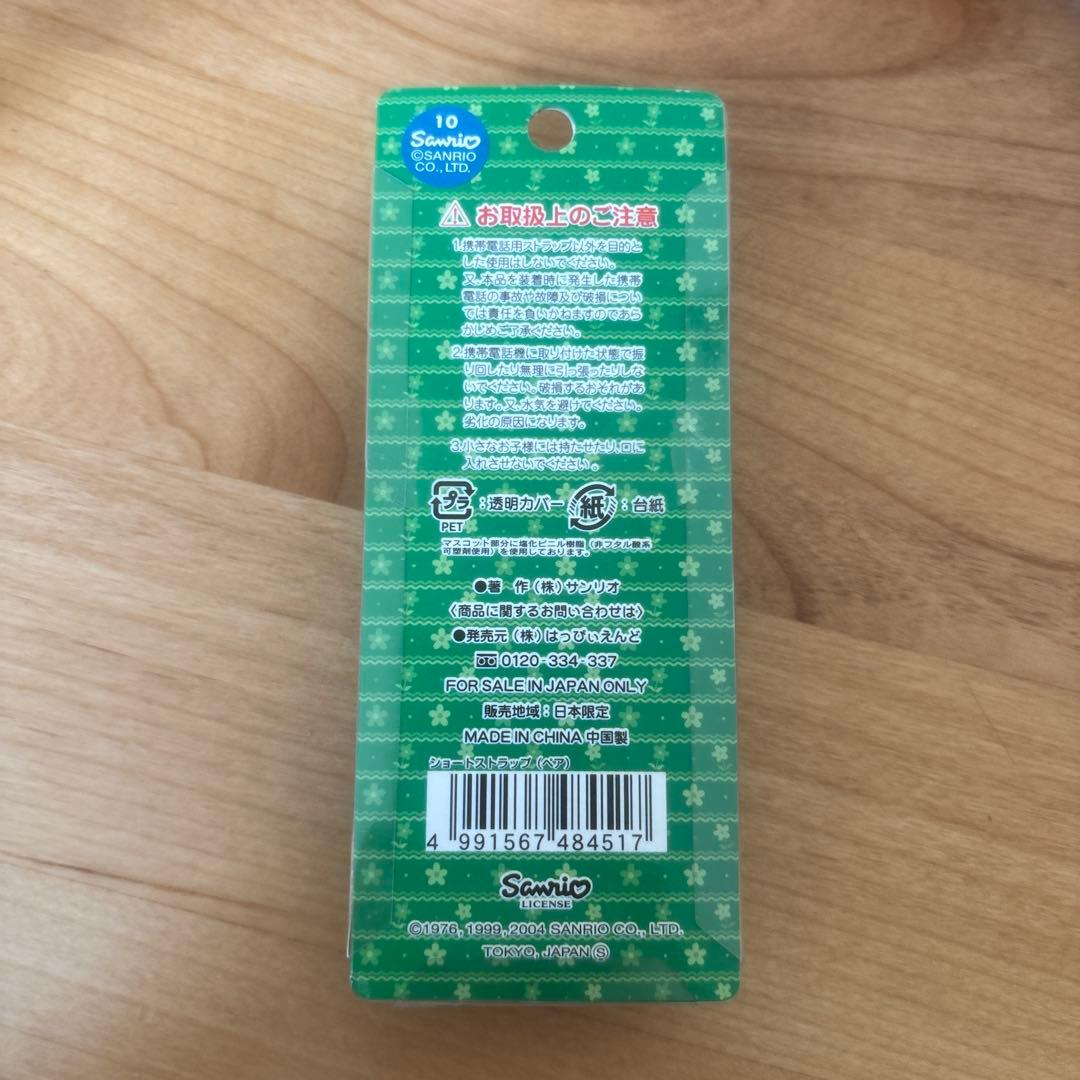 10
Sanrio
©SANRIO
CO., LTD.
お取扱上のご注意
1.携帯電話用ストラップ以外を目的と
した使用はしないでください。
又、本品を装着時に発生した携帯
電話の事故や故障及び破損につい
ては責任を負いかねますのであら
かじめご了承ください。
2.携帯電話機に取り付けた状態で振
り回したり無理に引っ張ったりしな
いでください。破損するおそれがあ
ります。又、水気を避けてください。
劣化の原因になります。
3.小さなお子様には持たせたり、口に
入れさせないでください。
プラ :透明カバー 紙 :台紙
PET
マスコット部分に塩化ビニル樹脂(非フタル酸系
可塑剤使用)を使用しております。
●著 作(株)サンリオ
〈商品に関するお問い合わせは〉
●発売元(株)はっぴぃえんど
0120-334-337
FOR SALE IN JAPAN ONLY
販売地域:日本限定
MADE IN CHINA 中国製
ショートストラップ(ペア)
4 991567 484517
Sanrio
LICENSE
©1976, 1999, 2004 SANRIO CO., LTD.
TOKYO, JAPAN Ⓢ